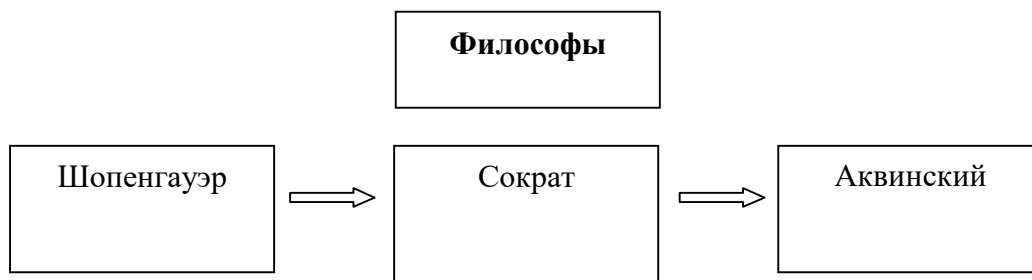 Философы
Шопенгауэр
Сократ
Аквинский